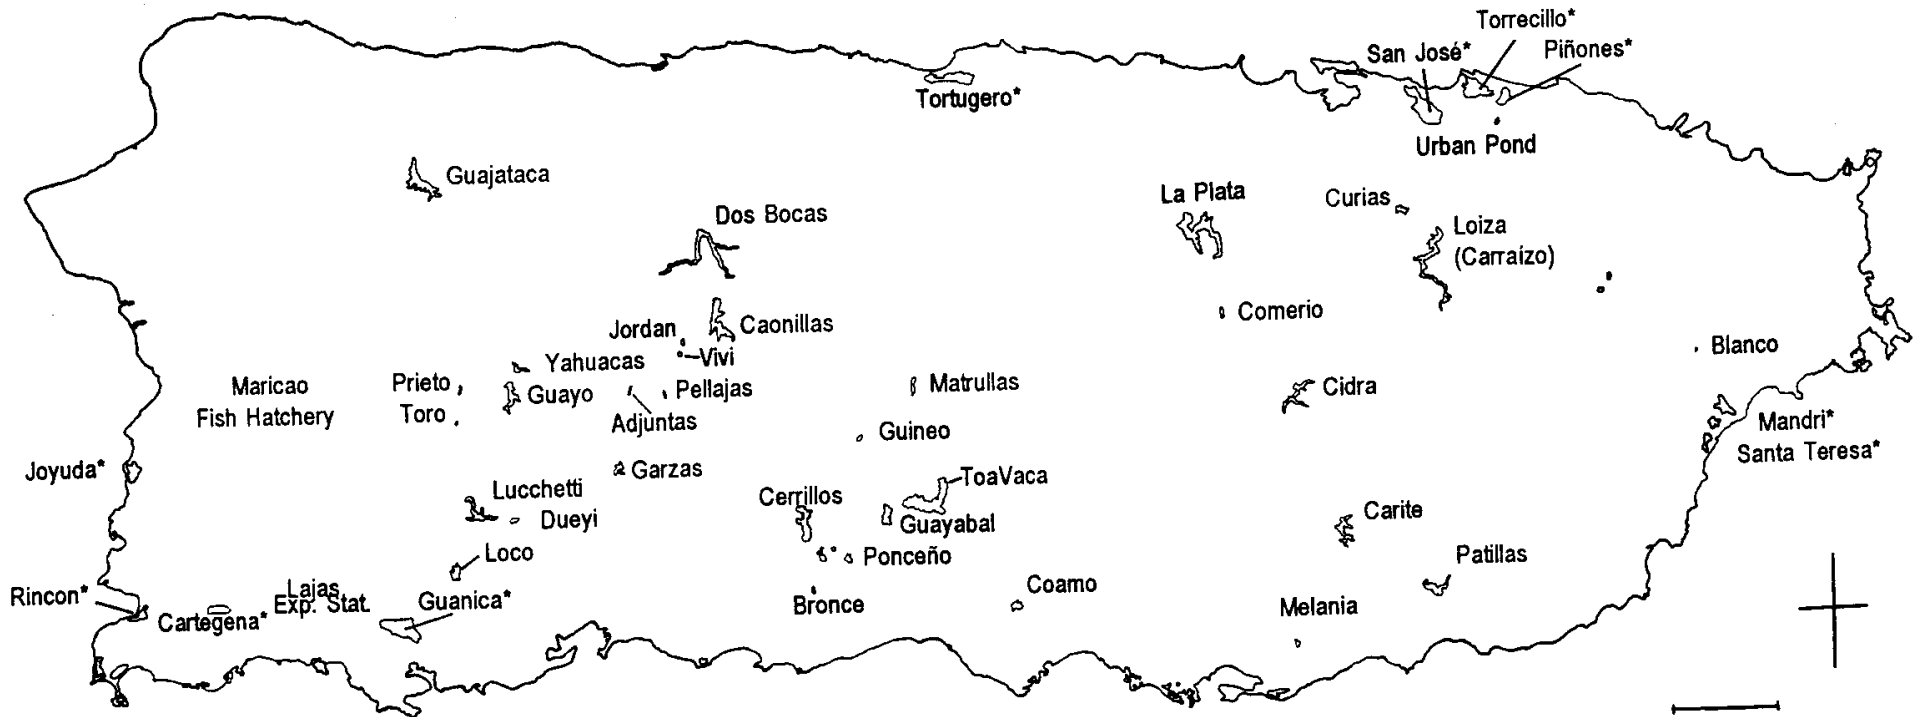 Torrecillo*
San José*
Piñones*
Tortugero*
Urban Pond
Guajataca
La Plata
Curias
Dos Bocas
Loiza
(Carraízo)
Comerio
Jordan
Caonillas
Vivi
Blanco
Yahuacas
Maricao
Fish Hatchery
Prieto
Toro
Guayo
Pellajas
Adjuntas
Matrullas
Cidra
Guineo
Mandri*
Santa Teresa*
Joyuda*
Garzas
ToaVaca
Lucchetti
Dueyi
Cerrillos
Guayabal
Carite
Loco
Ponceño
Patillas
Rincon*
Cartegena*
Lajas
Exp. Stat.
Guanica*
Bronce
Coamo
Melania